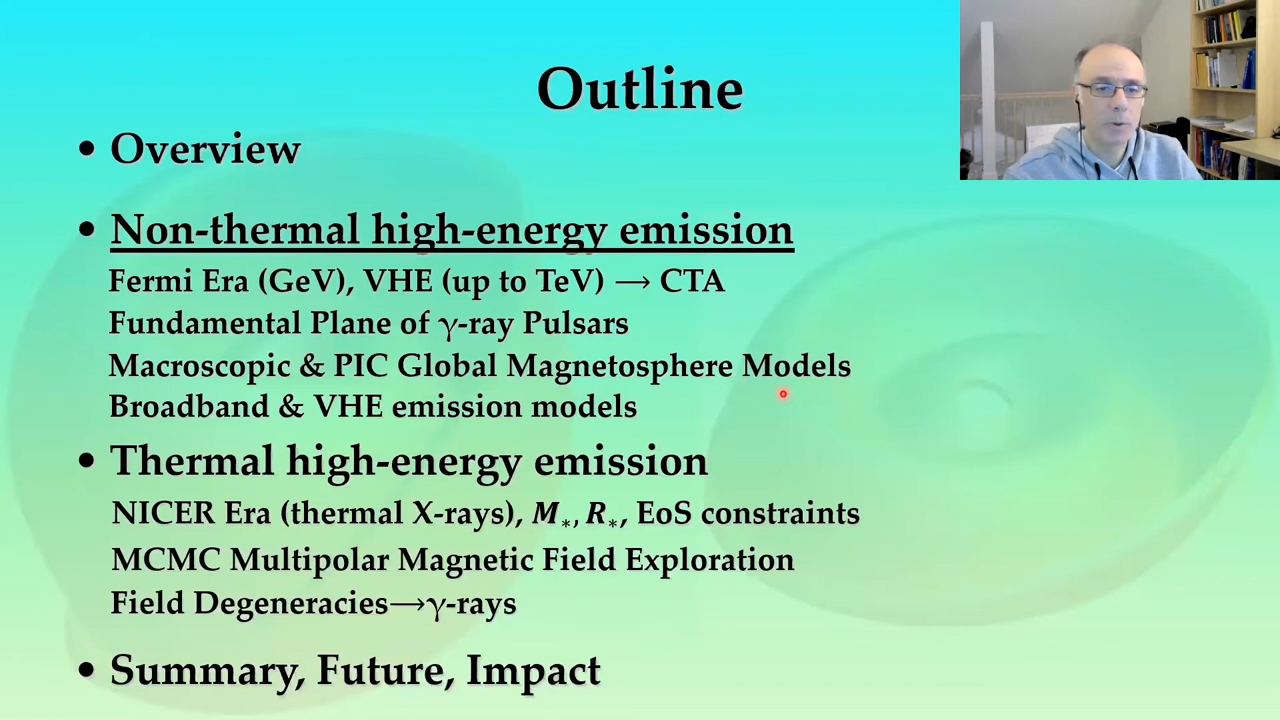 Outline
• Overview
• Non-thermal high-energy emission
Fermi Era (GeV), VHE (up to TeV) → CTA
Fundamental Plane of γ-ray Pulsars
Macroscopic & PIC Global Magnetosphere Models
Broadband & VHE emission models
• Thermal high-energy emission
NICER Era (thermal X-rays), M*, R*, EoS constraints
MCMC Multipolar Magnetic Field Exploration
Field Degeneracies→γ-rays
• Summary, Future, Impact